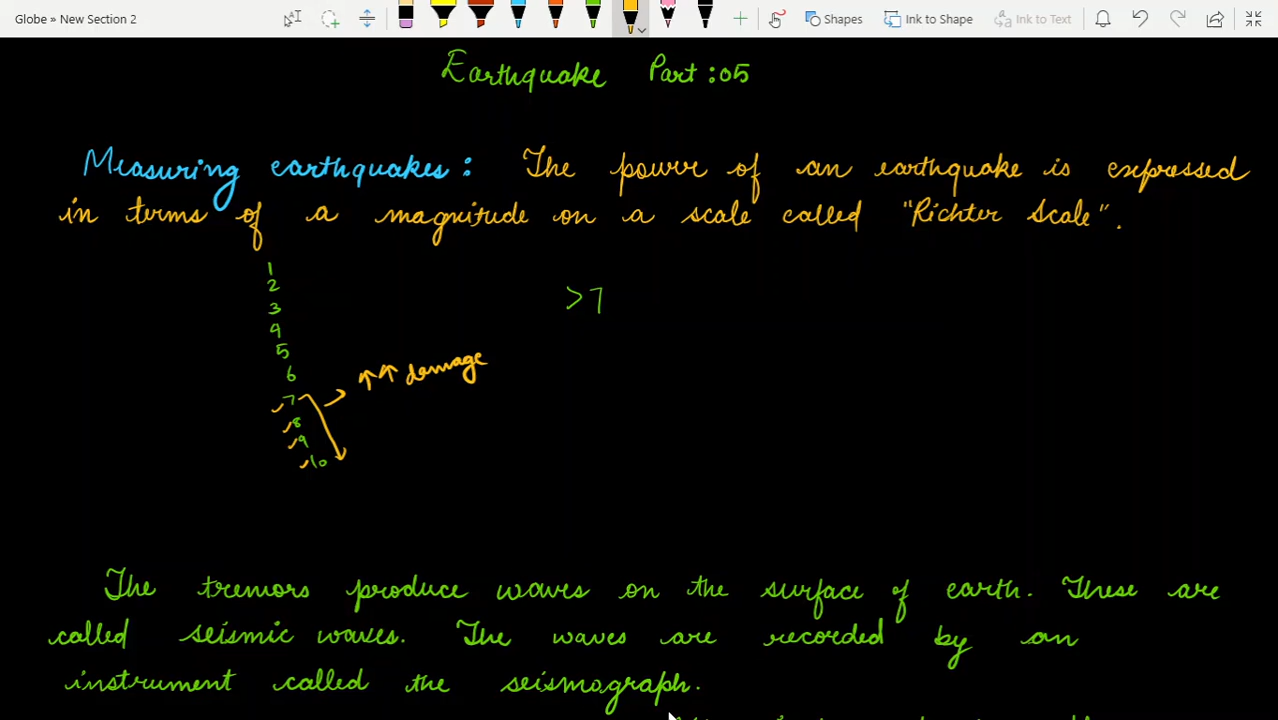 Globe » New Section 2
Shapes
Ink to Shape
Ink to Text
Earthquake Part : 05
Measuring earthquakes : The power of an earthquake is expressed
in terms of a magnitude on a scale called "Richter Scale".
1
2
3
4
5
6
7
8
9
10
>7
↑↑ damage
The tremors produce waves on the surface of earth. These are
called seismic waves. The waves are recorded by an
instrument called the seismograph.